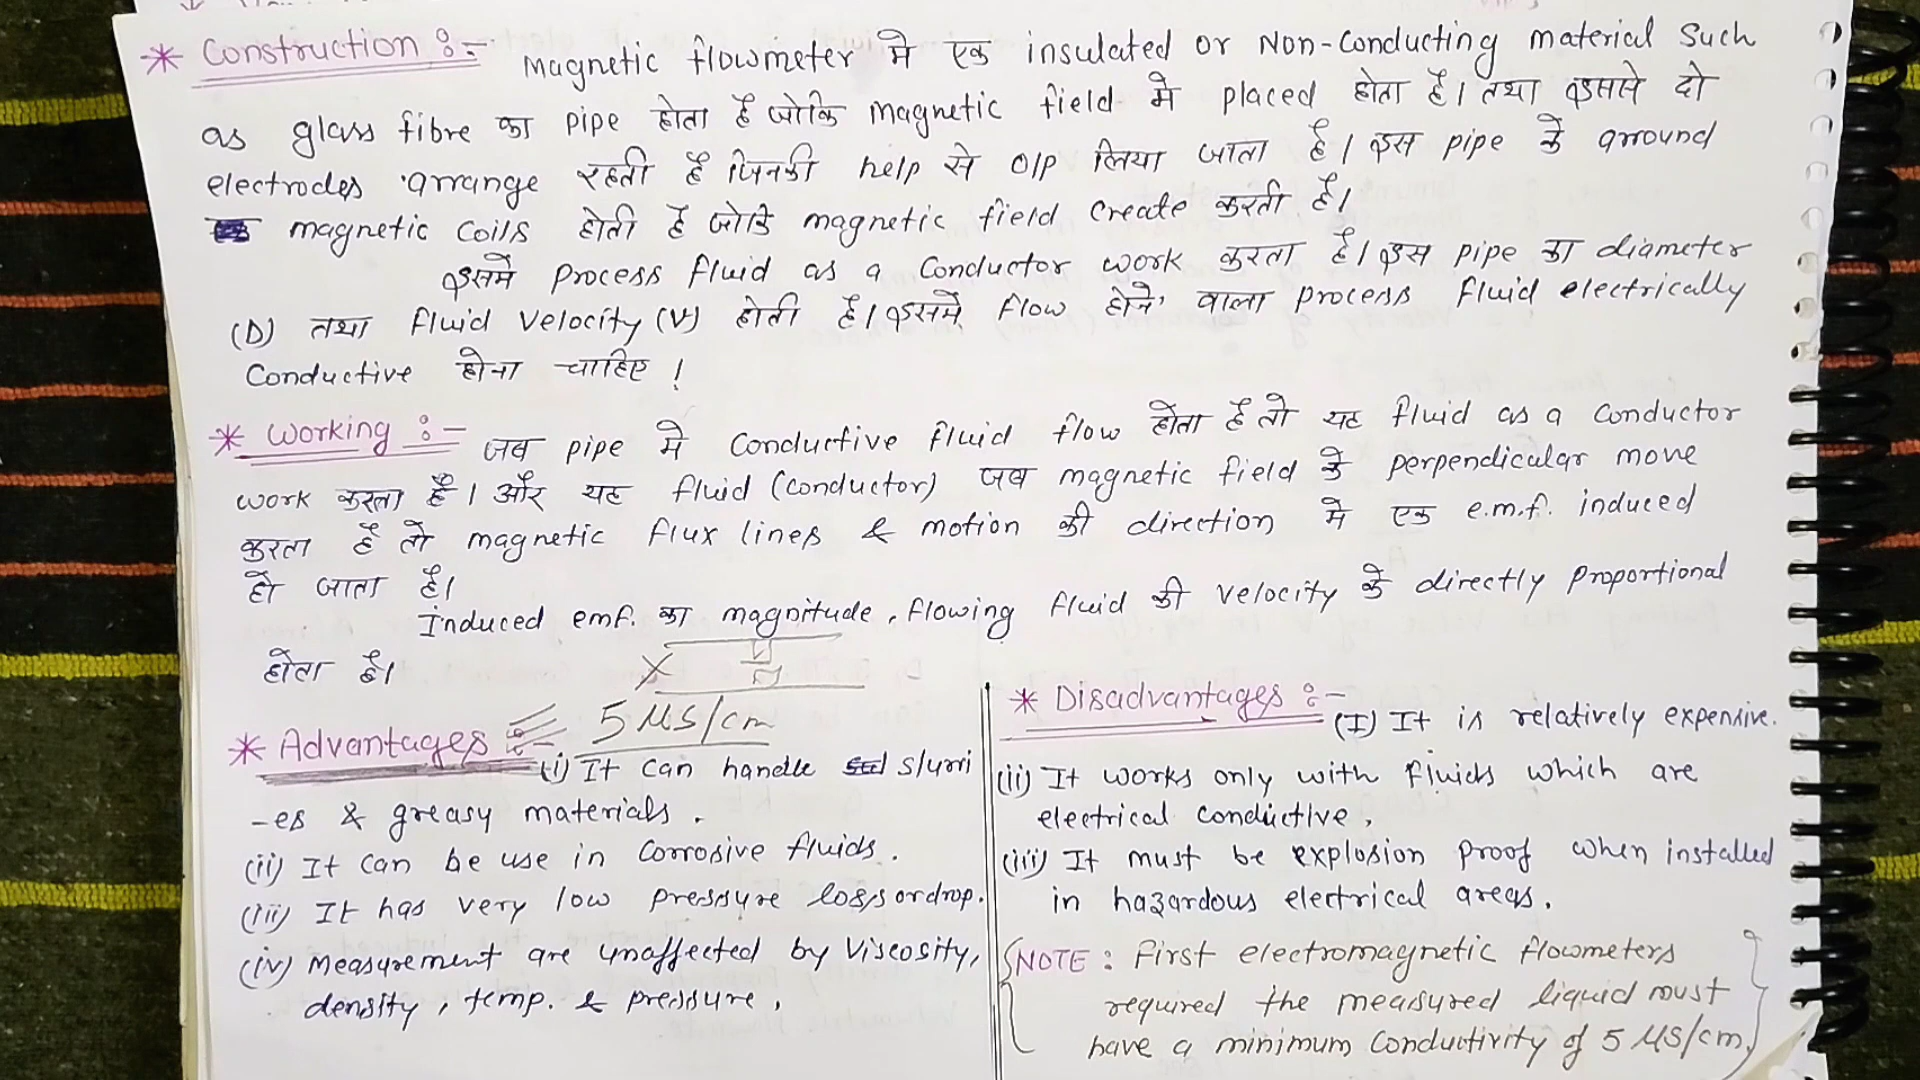 * Construction :- Magnetic flowmeter मे एक insulated or Non-Conducting material Such
as glass fibre का pipe होता है जोकि magnetic field मे placed होता है। तथा इससे दो
electrodes arrange रहती है जिनकी help से O/P लिया जाता है। इस pipe के arround
magnetic coils होती है जोकि magnetic field create करती है।
इसमें process fluid as a conductor work करता है। इस pipe का diameter
(D) तथा fluid velocity (V) होती है। इसमें flow होने वाला process fluid electrically
Conductive होना चाहिए !
* Working :- जब pipe मे conductive fluid flow होता है तो यह fluid as a conductor
work करता है। और यह fluid (conductor) जब magnetic field के perpendicular move
करता है तो magnetic flux lines & motion की direction मे एक e.m.f. induced
हो जाता है।
Induced emf. का magnitude, flowing fluid की velocity के directly proportional
होता है।
5 μS/cm
* Advantages :- (i) It can handle slurri
-es & greasy materials.
(ii) It can be use in corrosive fluids.
(iii) It has very low pressure loss or drop.
(iv) Measurement are unaffected by viscosity,
density, temp. & pressure.
* Disadvantages :- (I) It is relatively expensive.
(ii) It works only with fluids which are
electrical conductive.
(iii) It must be explosion proof when installed
in hazardous electrical areas.
NOTE : First electromagnetic flowmeters
required the measured liquid must
have a minimum conductivity of 5 μS/cm.